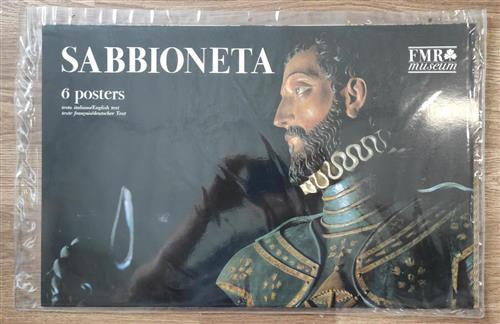 SABBIONETA
6 posters
testo italiano/English text
texte français/deutscher Text
FMR
museum